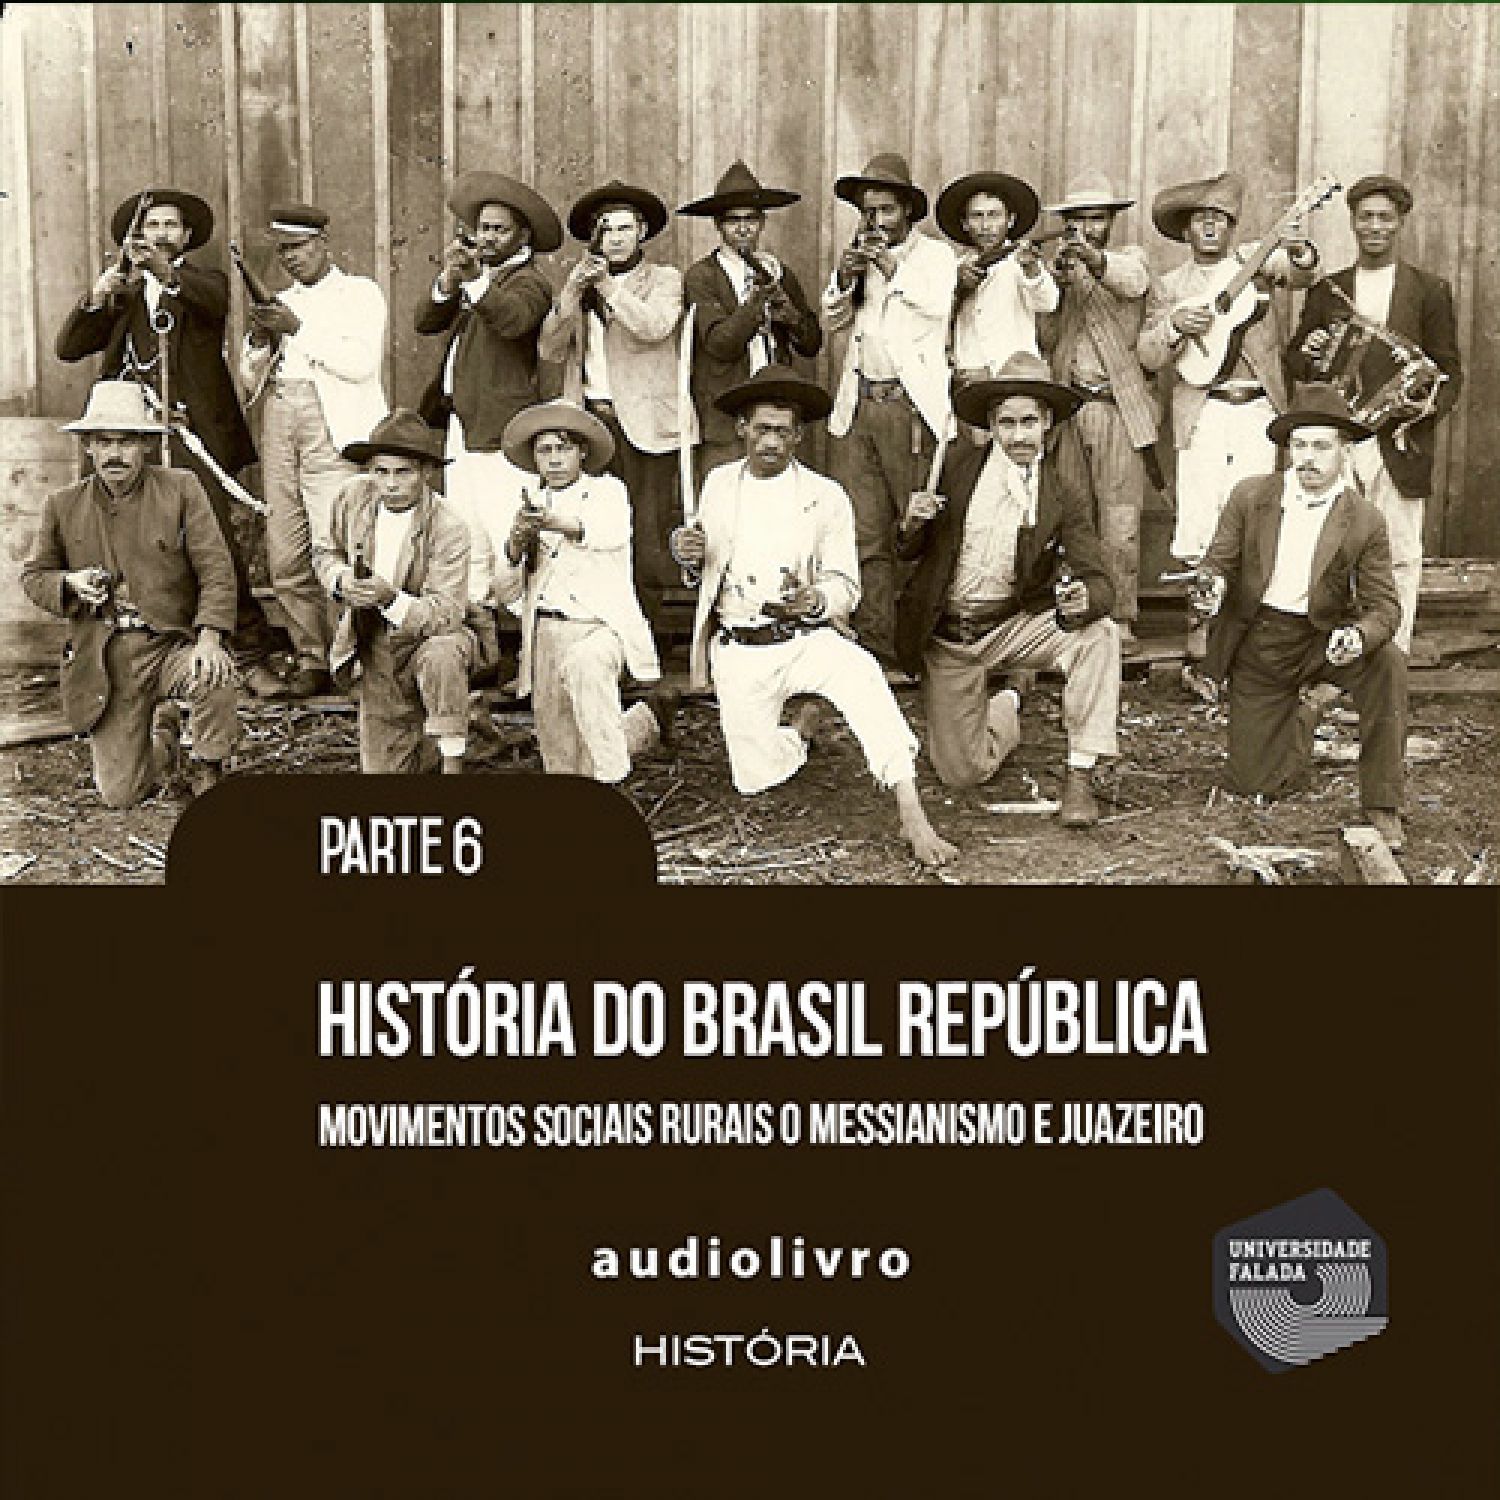 PARTE 6
HISTÓRIA DO BRASIL REPÚBLICA
MOVIMENTOS SOCIAIS RURAIS O MESSIANISMO E JUAZEIRO
audiolivro
HISTÓRIA
UNIVERSIDADE
FALADA